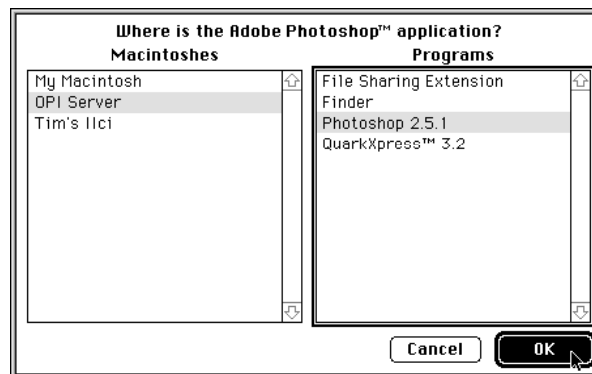 Where is the Adobe Photoshop™ application?
Macintoshes
Programs
My Macintosh
OPI Server
Tim's IIci
File Sharing Extension
Finder
Photoshop 2.5.1
QuarkXpress™ 3.2
Cancel
OK